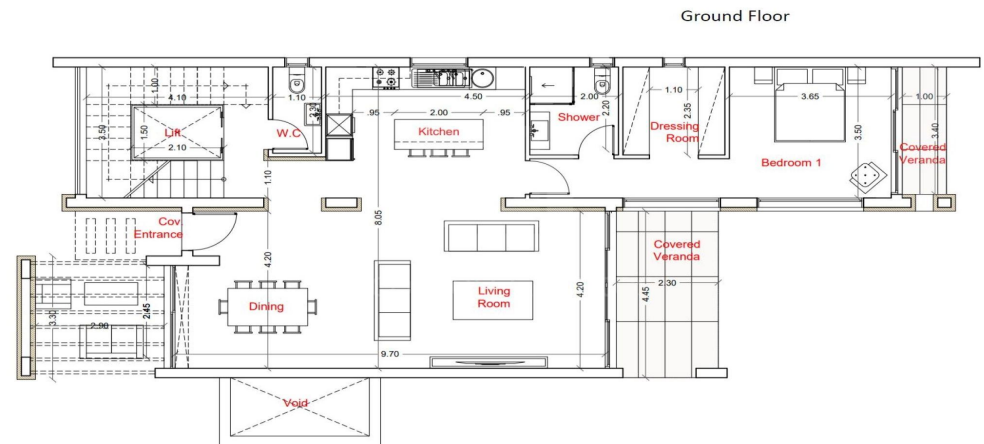 Ground Floor
1.00
4.10
1.10
2.30
4.50
.95
2.00
.95
2.00
2.20
1.10
2.35
3.65
1.00
3.50
1.50
Lift
2.10
W.C
Kitchen
Shower
Dressing
Room
Bedroom 1
3.50
3.40
Covered
Veranda
1.10
8.05
Cov
Entrance
Covered
Veranda
4.20
Dining
Living
Room
4.20
2.30
4.45
3.30
2.90
2.45
9.70
Void